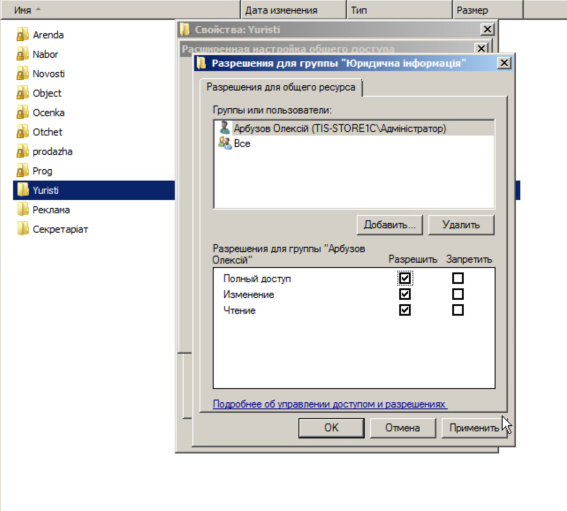 Имя
Дата изменения
Тип
Размер
Arenda
Nabor
Novosti
Object
Ocenka
Otchet
prodazha
Prog
Yuristi
Реклама
Секретаріат
Свойства: Yuristi
Расширенная настройка общего доступа
Разрешения для группы "Юридична інформація"
Разрешения для общего ресурса
Группы или пользователи:
Арбузов Олексій (TIS-STORE1C\Адміністратор)
Все
Добавить...
Удалить
Разрешения для группы "Арбузов
Олексій"
Разрешить
Запретить
Полный доступ
Изменение
Чтение
Подробнее об управлении доступом и разрешениях
ОК
Отмена
Применить